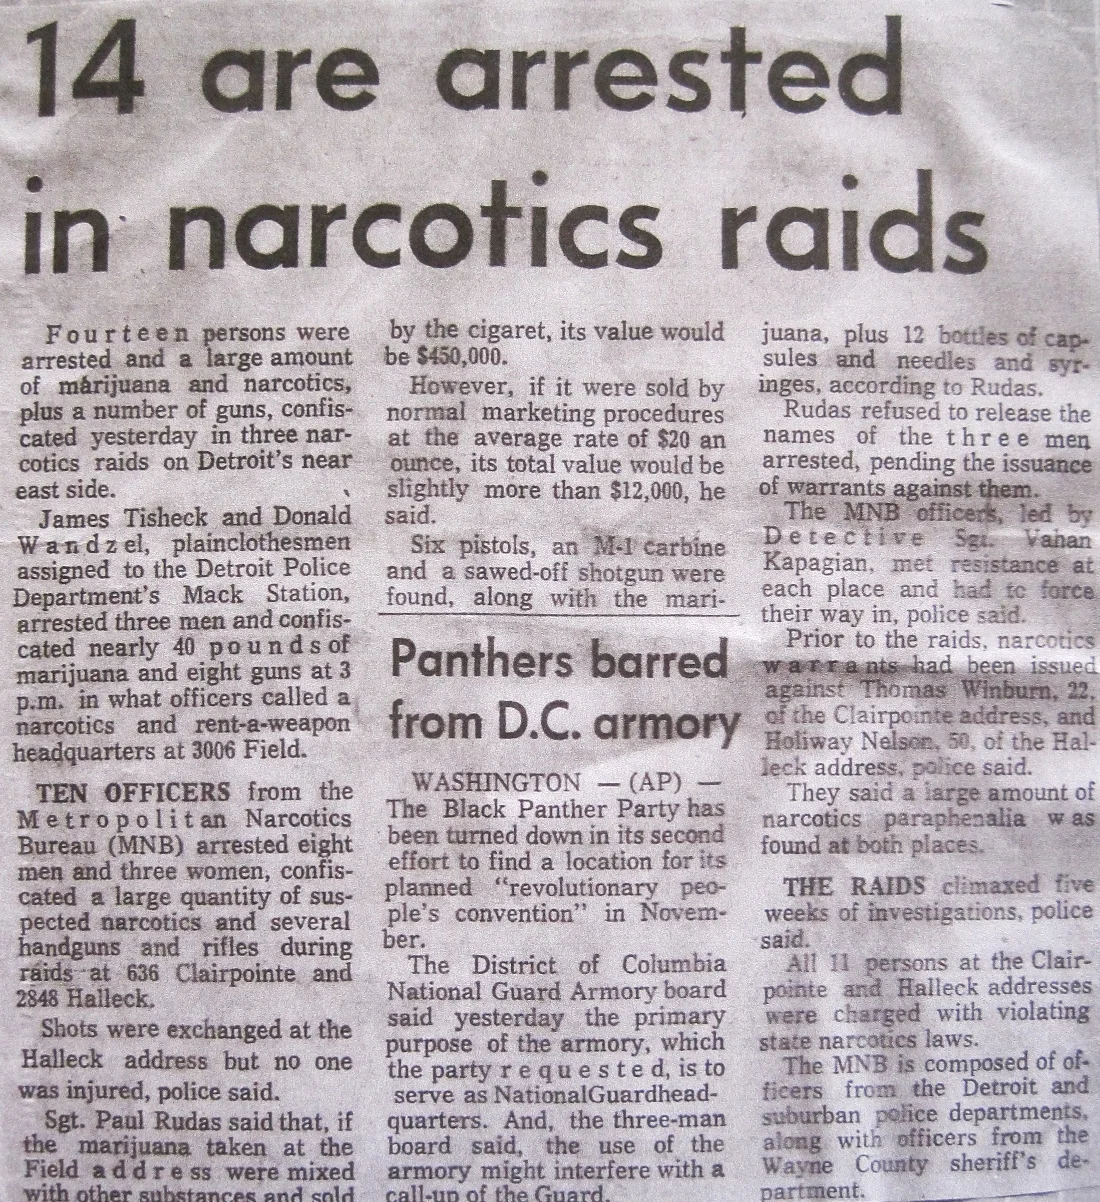 14 are arrested
in narcotics raids
Fourteen persons were
arrested and a large amount
of marijuana and narcotics,
plus a number of guns, confis-
cated yesterday in three nar-
cotics raids on Detroit's near
east side.
James Tisheck and Donald
Wandzel, plainclothesmen
assigned to the Detroit Police
Department's Mack Station,
arrested three men and confis-
cated nearly 40 pounds of
marijuana and eight guns at 3
p.m. in what officers called a
narcotics and rent-a-weapon
headquarters at 3006 Field.
TEN OFFICERS from the
Metropolitan Narcotics
Bureau (MNB) arrested eight
men and three women, confis-
cated a large quantity of sus-
pected narcotics and several
handguns and rifles during
raids at 636 Clairpointe and
2848 Halleck.
Shots were exchanged at the
Halleck address but no one
was injured, police said.
Sgt. Paul Rudas said that, if
the marijuana taken at the
Field address were mixed
with other substances and sold
by the cigaret, its value would
be $450,000.
However, if it were sold by
normal marketing procedures
at the average rate of $20 an
ounce, its total value would be
slightly more than $12,000, he
said.
Six pistols, an M-1 carbine
and a sawed-off shotgun were
found, along with the mari-
juana, plus 12 bottles of cap-
sules and needles and syr-
inges, according to Rudas.
Rudas refused to release the
names of the three men
arrested, pending the issuance
of warrants against them.
The MNB officers, led by
Detective Sgt. Vahan
Kapagian, met resistance at
each place and had to force
their way in, police said.
Prior to the raids, narcotics
warrants had been issued
against Thomas Winburn, 22,
of the Clairpointe address, and
Holiway Nelson, 50, of the Hal-
leck address, police said.
They said a large amount of
narcotics paraphenalia was
found at both places.
THE RAIDS climaxed five
weeks of investigations, police
said.
All 11 persons at the Clair-
pointe and Halleck addresses
were charged with violating
state narcotics laws.
The MNB is composed of of-
ficers from the Detroit and
suburban police departments,
along with officers from the
Wayne County sheriff's de-
partment.
Panthers barred
from D.C. armory
WASHINGTON — (AP) —
The Black Panther Party has
been turned down in its second
effort to find a location for its
planned "revolutionary peo-
ple's convention" in Novem-
ber.
The District of Columbia
National Guard Armory board
said yesterday the primary
purpose of the armory, which
the party requested, is to
serve as NationalGuardhead-
quarters. And, the three-man
board said, the use of the
armory might interfere with a
call-up of the Guard.